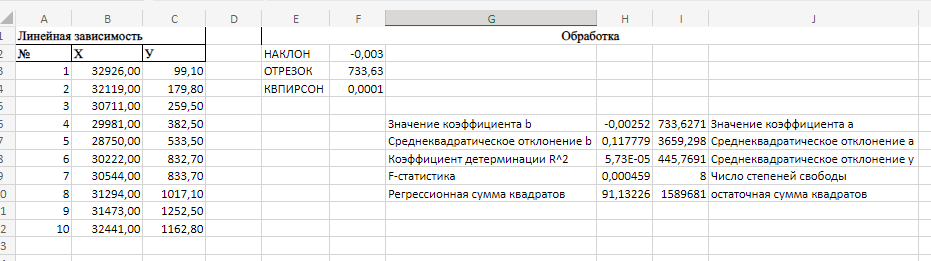 A B C D E F G H I J
1 Линейная зависимость Обработка
2 № Х У НАКЛОН -0,003
3 1 32926,00 99,10 ОТРЕЗОК 733,63
4 2 32119,00 179,80 КВПИРСОН 0,0001
5 3 30711,00 259,50
6 4 29981,00 382,50 Значение коэффициента b -0,00252 733,6271 Значение коэффициента a
7 5 28750,00 533,50 Среднеквадратическое отклонение b 0,117779 3659,298 Среднеквадратическое отклонение a
8 6 30222,00 832,70 Коэффициент детерминации R^2 5,73E-05 445,7691 Среднеквадратическое отклонение y
9 7 30544,00 833,70 F-статистика 0,000459 8 Число степеней свободы
0 8 31294,00 1017,10 Регрессионная сумма квадратов 91,13226 1589681 остаточная сумма квадратов
1 9 31473,00 1252,50
2 10 32441,00 1162,80
3